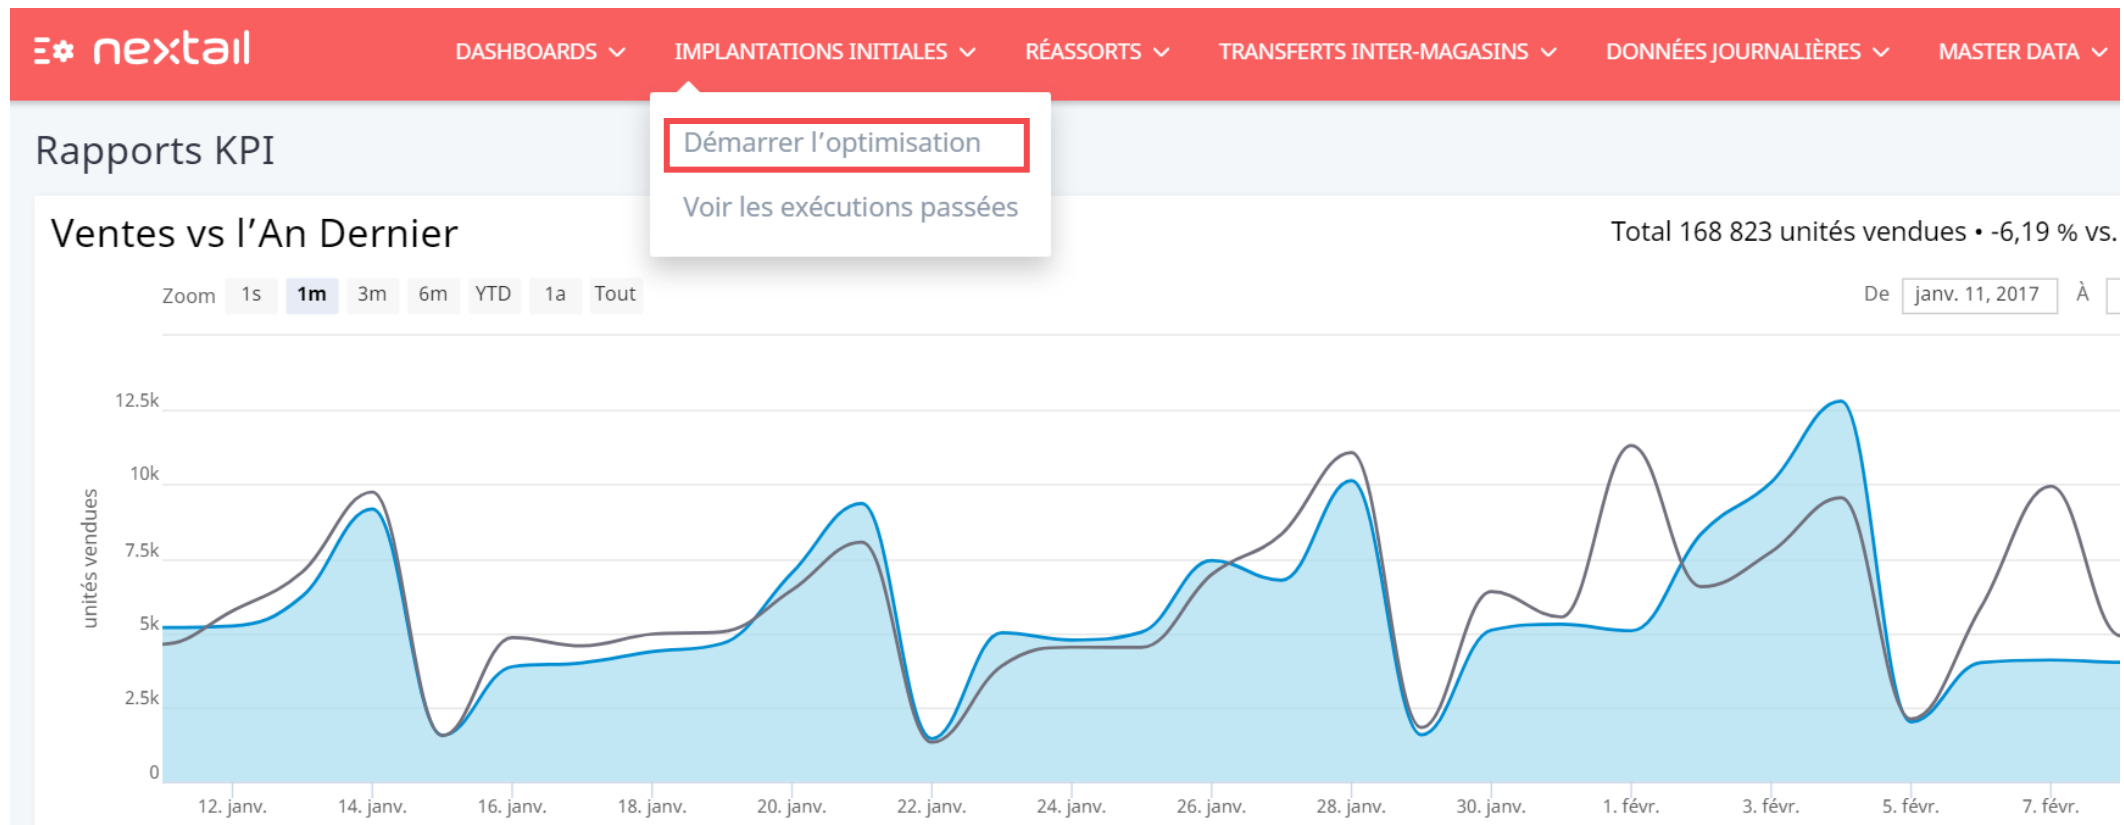 nextail
DASHBOARDS IMPLANTATIONS INITIALES RÉASSORTS TRANSFERTS INTER-MAGASINS DONNÉES JOURNALIÈRES MASTER DATA
Démarrer l’optimisation
Voir les exécutions passées
Rapports KPI
Ventes vs l’An Dernier
Total 168 823 unités vendues • -6,19 % vs.
Zoom 1s 1m 3m 6m YTD 1a Tout
De janv. 11, 2017 À
unités vendues
12.5k
10k
7.5k
5k
2.5k
0
12. janv. 14. janv. 16. janv. 18. janv. 20. janv. 22. janv. 24. janv. 26. janv. 28. janv. 30. janv. 1. févr. 3. févr. 5. févr. 7. févr.